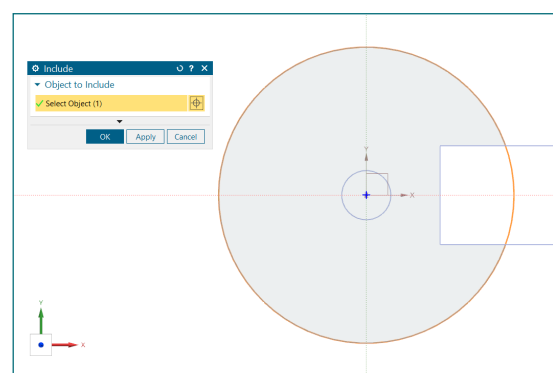 Include
?
Object to Include
Select Object (1)
OK Apply Cancel
Y
X
Y
X